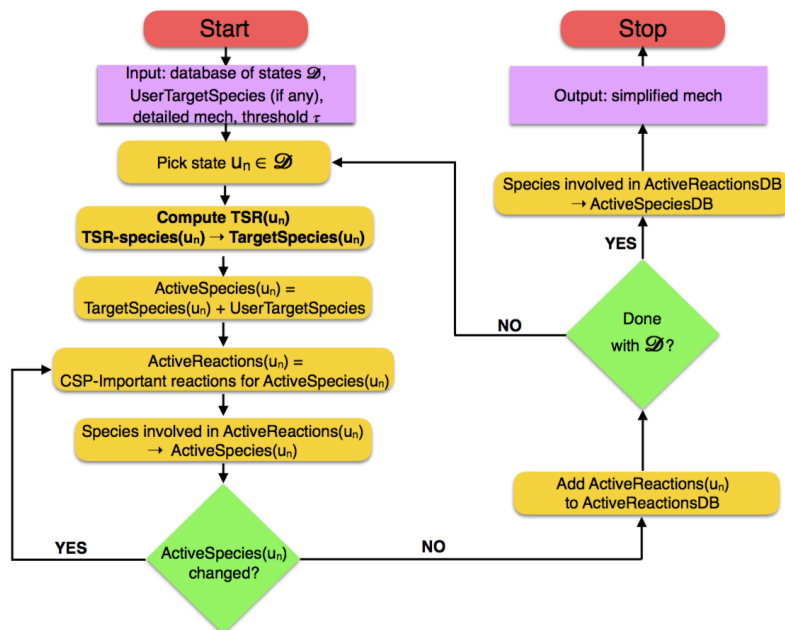 Start
Input: database of states 𝒟,
UserTargetSpecies (if any),
detailed mech, threshold τ
Pick state uₙ ∈ 𝒟
Compute TSR(uₙ)
TSR-species(uₙ) → TargetSpecies(uₙ)
ActiveSpecies(uₙ) =
TargetSpecies(uₙ) + UserTargetSpecies
ActiveReactions(uₙ) =
CSP-Important reactions for ActiveSpecies(uₙ)
Species involved in ActiveReactions(uₙ)
→ ActiveSpecies(uₙ)
ActiveSpecies(uₙ)
changed?
YES
NO
Add ActiveReactions(uₙ)
to ActiveReactionsDB
Done
with 𝒟?
NO
YES
Species involved in ActiveReactionsDB
→ ActiveSpeciesDB
Output: simplified mech
Stop